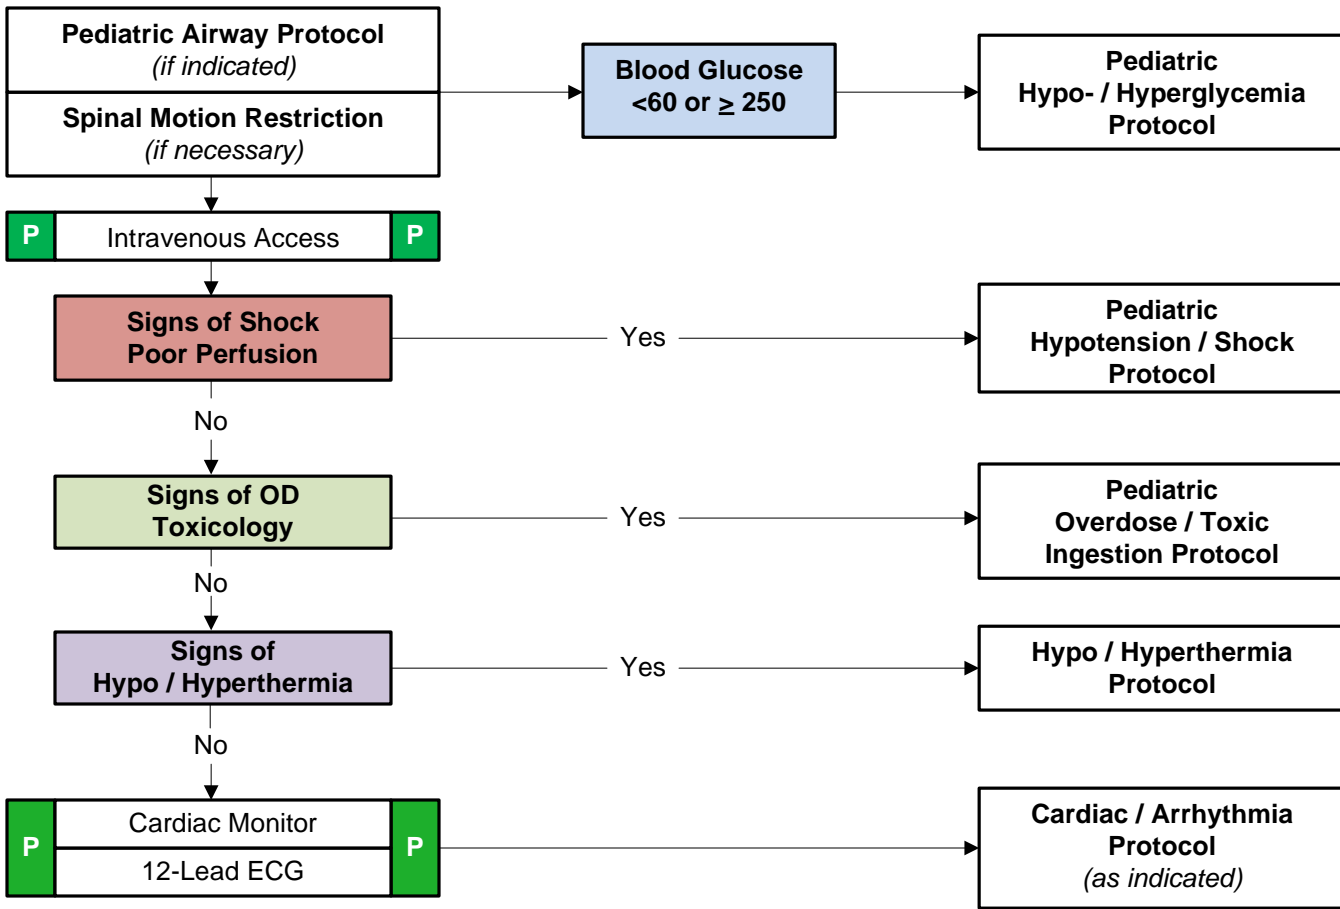 Pediatric Airway Protocol
(if indicated)
Spinal Motion Restriction
(if necessary)
Blood Glucose
<60 or ≥ 250
Pediatric
Hypo- / Hyperglycemia
Protocol
P
Intravenous Access
P
Signs of Shock
Poor Perfusion
Yes
Pediatric
Hypotension / Shock
Protocol
No
Signs of OD
Toxicology
Yes
Pediatric
Overdose / Toxic
Ingestion Protocol
No
Signs of
Hypo / Hyperthermia
Yes
Hypo / Hyperthermia
Protocol
No
P
Cardiac Monitor
12-Lead ECG
P
Cardiac / Arrhythmia
Protocol
(as indicated)